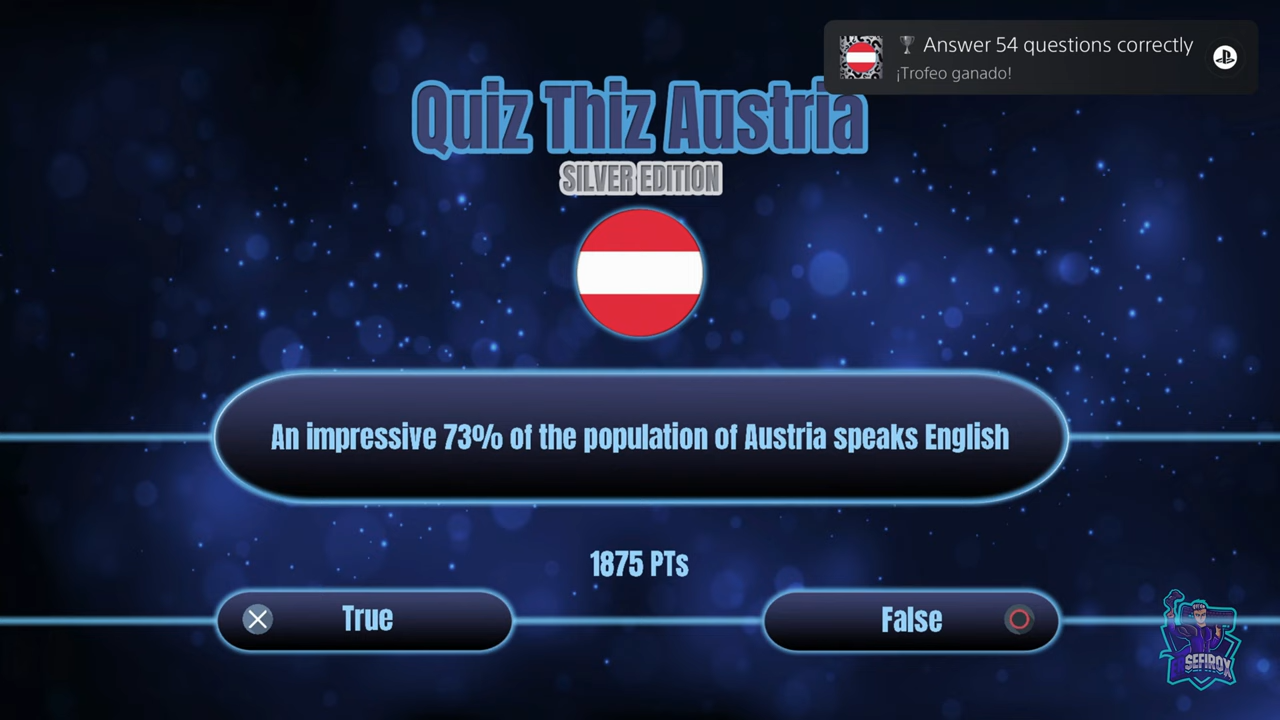 Answer 54 questions correctly
¡Trofeo ganado!
Quiz Thiz Austria
SILVER EDITION
An impressive 73% of the population of Austria speaks English
1875 PTs
True
False
SEFIROX